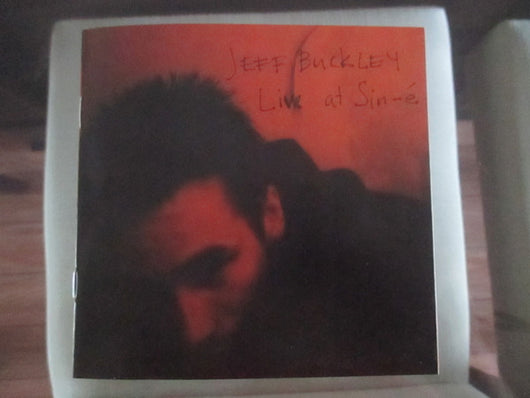 JEFF BUCKLEY
Live at Sin-é